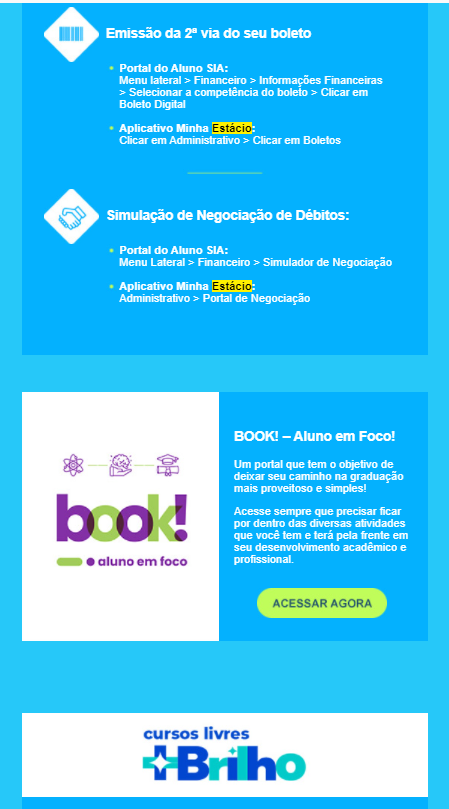 Emissão da 2ª via do seu boleto
Portal do Aluno SIA:
Menu lateral > Financeiro > Informações Financeiras
> Selecionar a competência do boleto > Clicar em
Boleto Digital
Aplicativo Minha Estácio:
Clicar em Administrativo > Clicar em Boletos
Simulação de Negociação de Débitos:
Portal do Aluno SIA:
Menu Lateral > Financeiro > Simulador de Negociação
Aplicativo Minha Estácio:
Administrativo > Portal de Negociação
book!
aluno em foco
BOOK! – Aluno em Foco!
Um portal que tem o objetivo de
deixar seu caminho na graduação
mais proveitoso e simples!
Acesse sempre que precisar ficar
por dentro das diversas atividades
que você tem e terá pela frente em
seu desenvolvimento acadêmico e
profissional.
ACESSAR AGORA
cursos livres
+Brilho